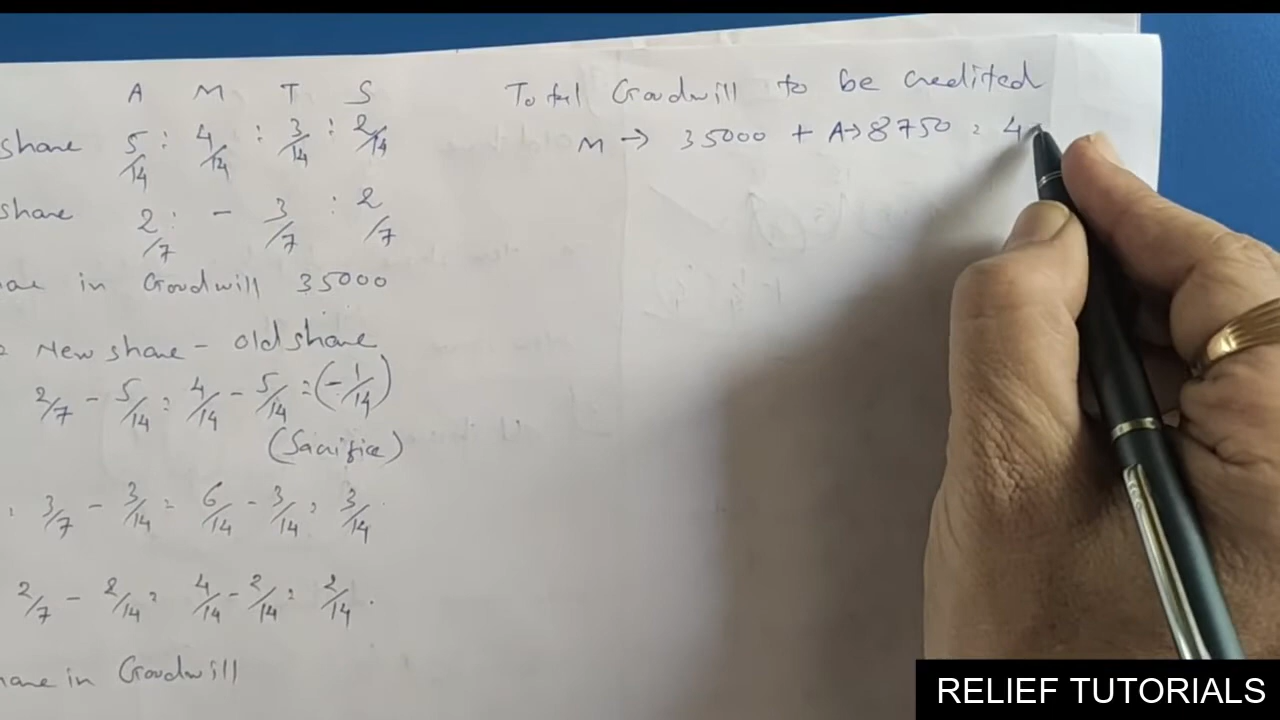 A M T S
share 5/14 : 4/14 : 3/14 : 2/14
share 2/7 : - 3/7 : 2/7
in Goodwill 35000
New share - old share
2/7 - 5/14 = 4/14 - 5/14 = (-1/14)
(Sacrifice)
: 3/7 - 3/14 = 6/14 - 3/14 = 3/14
2/7 - 2/14 = 4/14 - 2/14 = 2/14.
in Goodwill
Total Goodwill to be credited
M → 35000 + A → 8750 = 4
RELIEF TUTORIALS